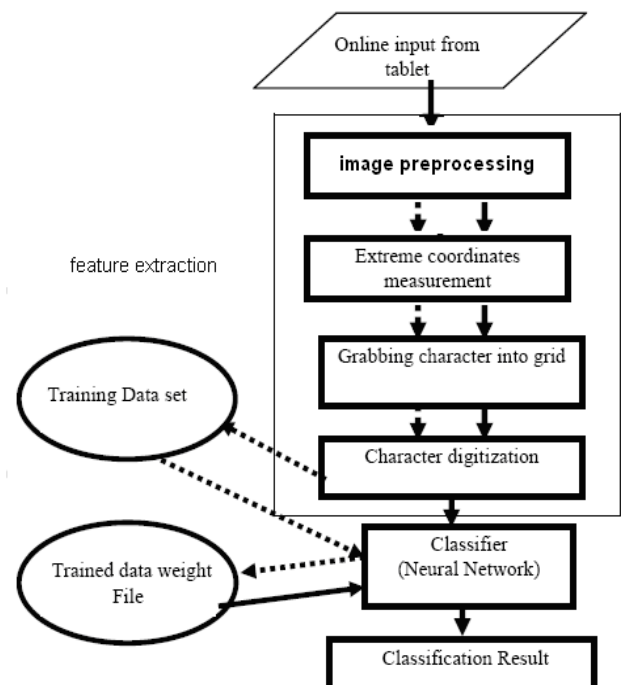 Online input from
tablet
image preprocessing
Extreme coordinates
measurement
feature extraction
Grabbing character into grid
Training Data set
Character digitization
Classifier
(Neural Network)
Trained data weight
File
Classification Result